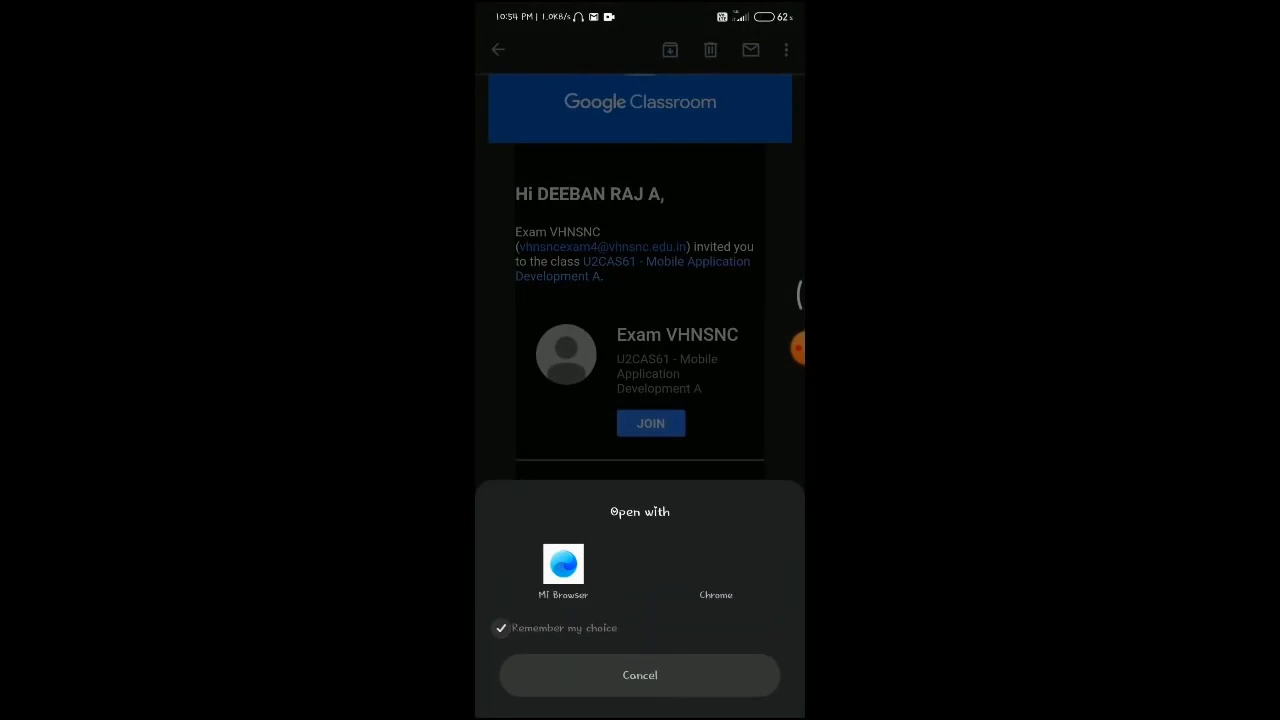 10:54 PM | 1.0KB/s
62%
Google Classroom
Hi DEEBAN RAJ A,
Exam VHNSNC
(vhnsncexam4@vhnsnc.edu.in) invited you
to the class U2CAS61 - Mobile Application
Development A.
Exam VHNSNC
U2CAS61 - Mobile
Application
Development A
JOIN
Open with
Mi Browser
Chrome
Remember my choice
Cancel